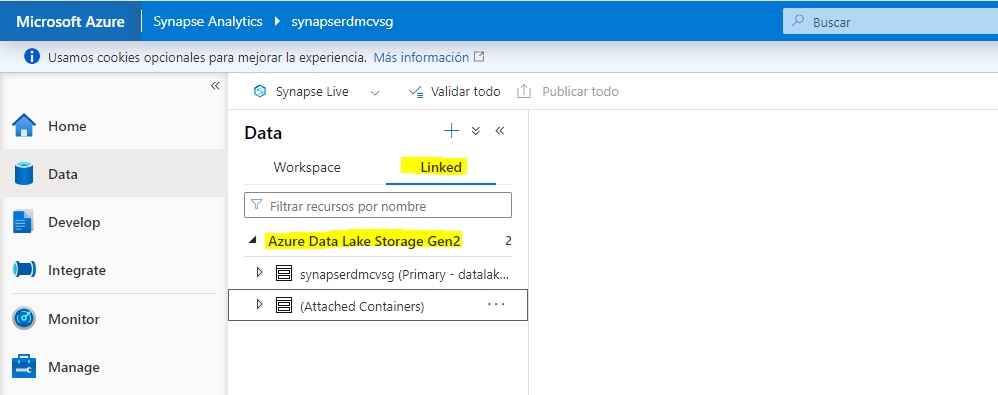 Microsoft Azure
Synapse Analytics
synapserdmcvsg
Buscar
Usamos cookies opcionales para mejorar la experiencia. Más información
«
Home
Data
Develop
Integrate
Monitor
Manage
Synapse Live
Validar todo
Publicar todo
Data
Workspace
Linked
Filtrar recursos por nombre
Azure Data Lake Storage Gen2 2
synapserdmcvsg (Primary - datalak...
(Attached Containers) ...